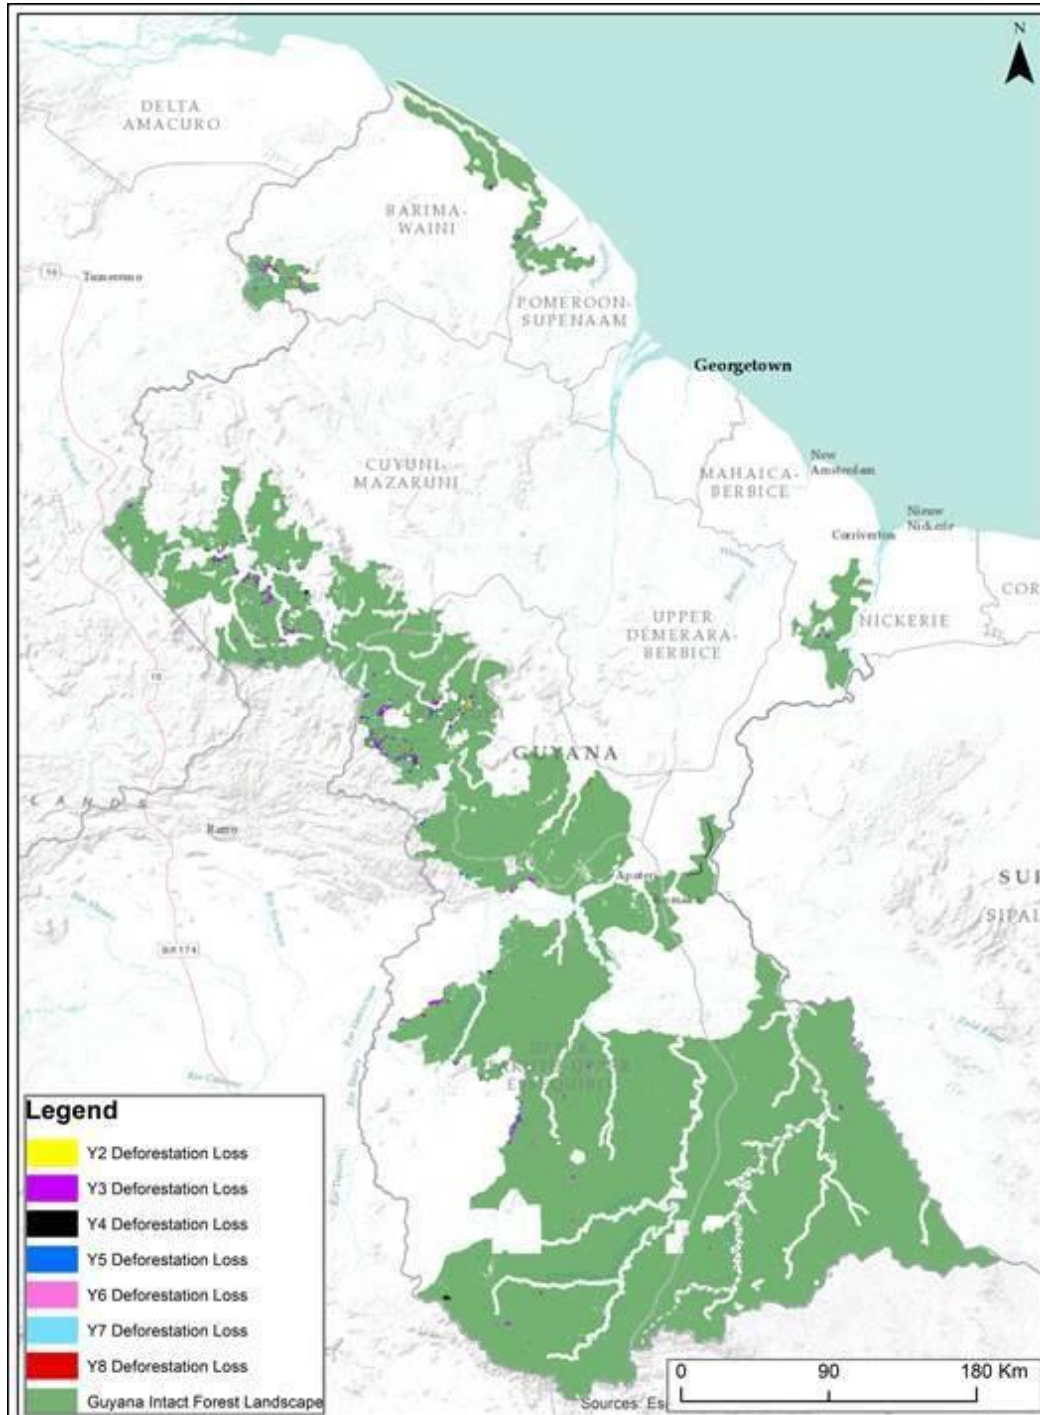 N
DELTA
AMACURO
BARIMA-
WAINI
Tumeremo
POMEROON-
SUPENAAM
Georgetown
CUYUNI-
MAZARUNI
New
Amsterdam
MAHAICA-
BERBICE
Nieuw
Nickerie
Corriverton
COR
NICKERIE
UPPER
DEMERARA-
BERBICE
10
GUYANA
L A N D S
Apoteri
SUR
SIPAL
BR174
Legend
Y2 Deforestation Loss
Y3 Deforestation Loss
Y4 Deforestation Loss
Y5 Deforestation Loss
Y6 Deforestation Loss
Y7 Deforestation Loss
Y8 Deforestation Loss
Guyana Intact Forest Landscape
0 90 180 Km
Sources: Es